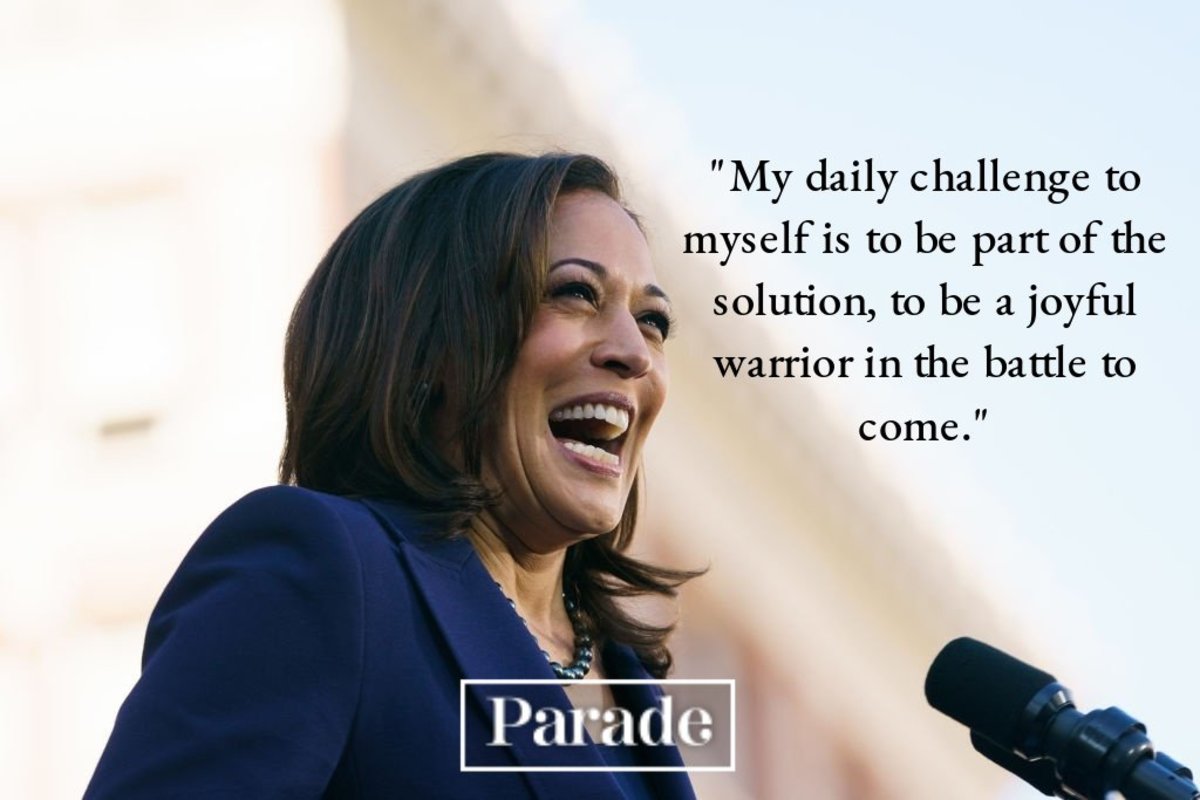 "My daily challenge to
myself is to be part of the
solution, to be a joyful
warrior in the battle to
come."
Parade